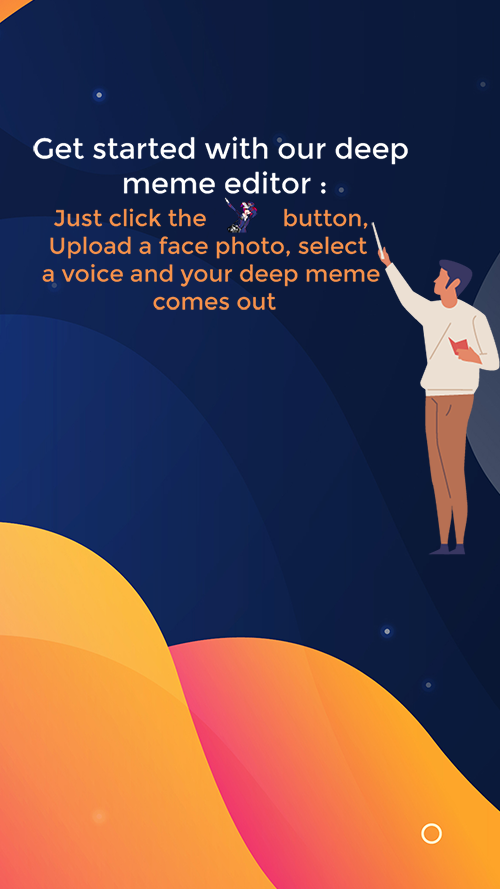 Get started with our deep
meme editor :
Just click the button,
Upload a face photo, select
a voice and your deep meme
comes out